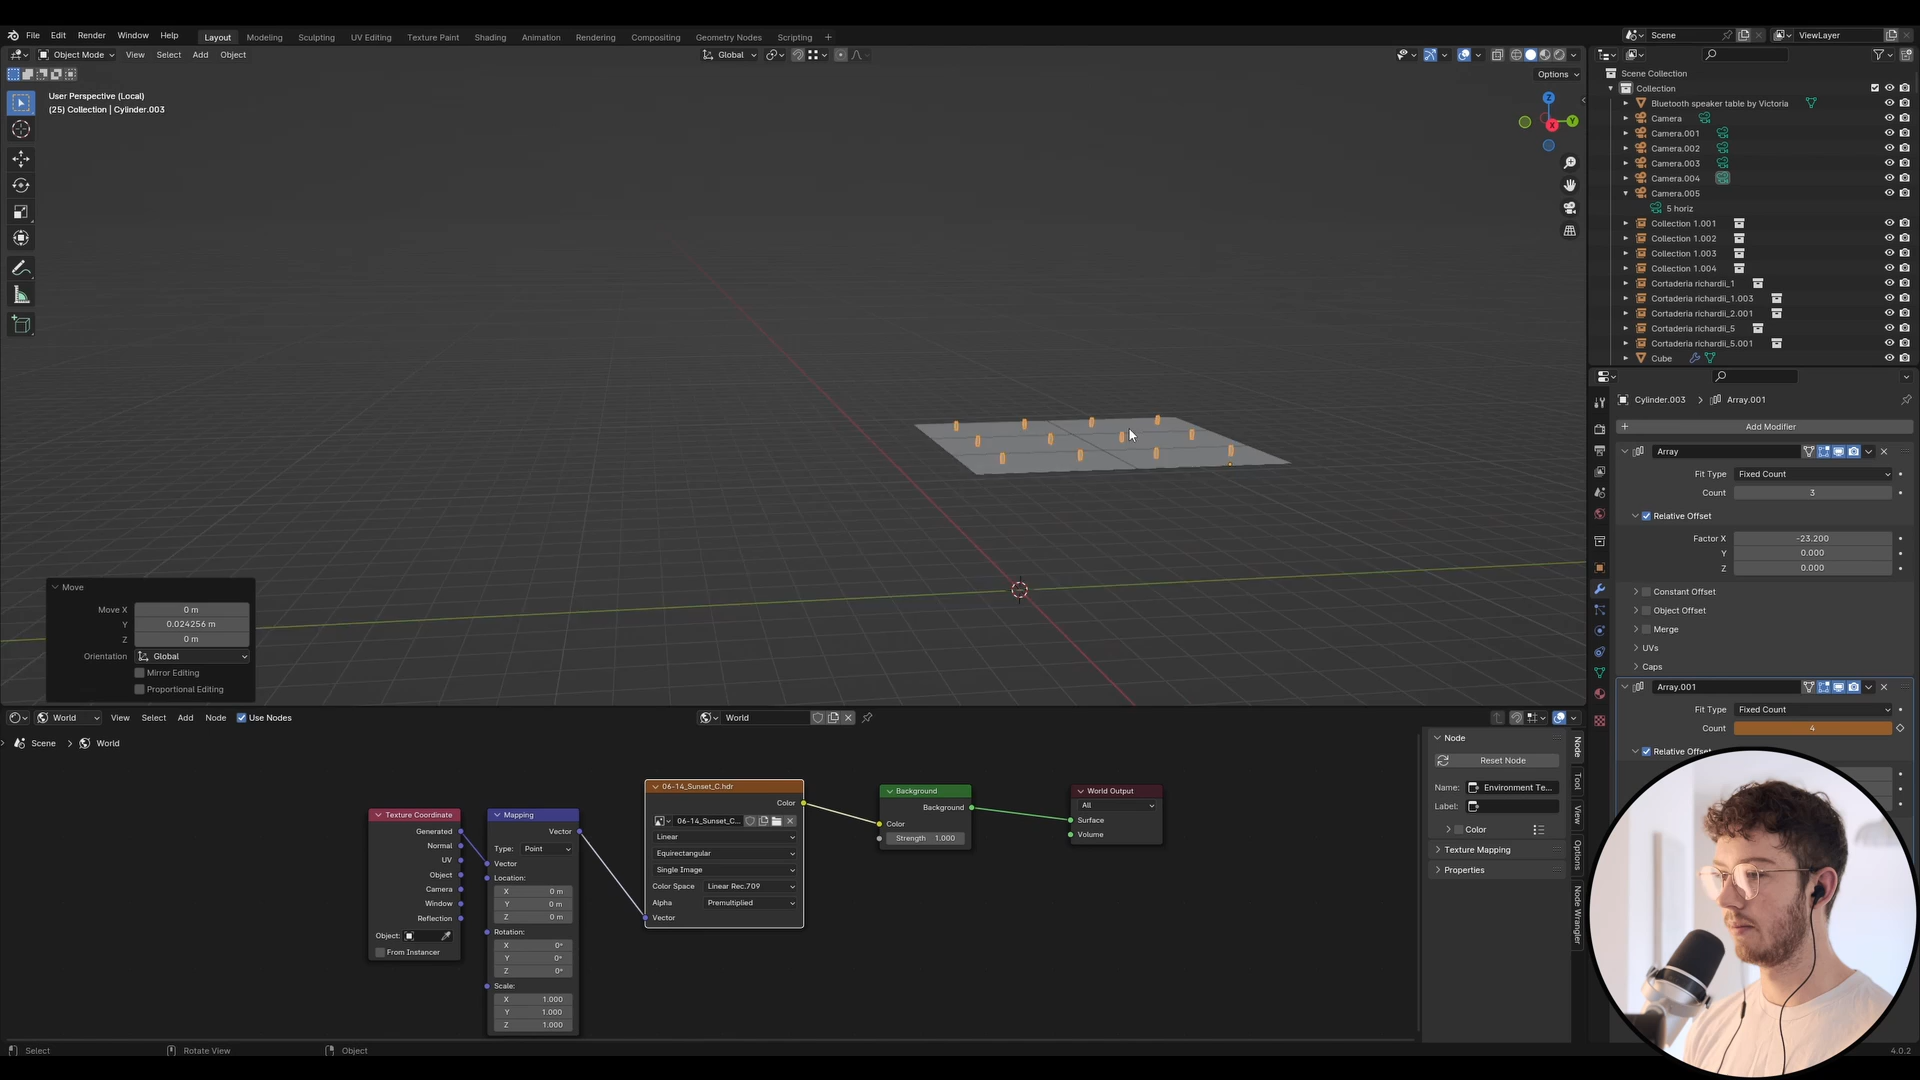 File Edit Render Window Help Layout Modeling Sculpting UV Editing Texture Paint Shading Animation Rendering Compositing Geometry Nodes Scripting + Scene ViewLayer
Object Mode View Select Add Object Global
Options
User Perspective (Local)
(25) Collection | Cylinder.003
Z
Y
X
Scene Collection
Collection
Bluetooth speaker table by Victoria
Camera
Camera.001
Camera.002
Camera.003
Camera.004
Camera.005
5 horiz
Collection 1.001
Collection 1.002
Collection 1.003
Collection 1.004
Cortaderia richardii_1
Cortaderia richardii_1.003
Cortaderia richardii_2.001
Cortaderia richardii_5
Cortaderia richardii_5.001
Cube
Cylinder.003 > Array.001
+ Add Modifier
Array
Fit Type Fixed Count
Count 3
Relative Offset
Factor X -23.200
Y 0.000
Z 0.000
Constant Offset
Object Offset
Merge
UVs
Caps
Array.001
Fit Type Fixed Count
Count 4
Relative Offset
Move
Move X 0 m
Y 0.024256 m
Z 0 m
Orientation Global
Mirror Editing
Proportional Editing
World View Select Add Node Use Nodes World
Scene > World
Texture Coordinate
Generated
Normal
UV
Object
Camera
Window
Reflection
Object:
From Instancer
Mapping
Vector
Type: Point
Vector
Location:
X 0 m
Y 0 m
Z 0 m
Rotation:
X 0°
Y 0°
Z 0°
Scale:
X 1.000
Y 1.000
Z 1.000
06-14_Sunset_C.hdr
Color
06-14_Sunset_C...
Linear
Equirectangular
Single Image
Color Space Linear Rec.709
Alpha Premultiplied
Vector
Background
Background
Color
Strength 1.000
World Output
All
Surface
Volume
Node
Reset Node
Name: Environment Te...
Label:
Color
Texture Mapping
Properties
Node
Tool
View
Options
Node Wrangler
Select Rotate View Object 4.0.2